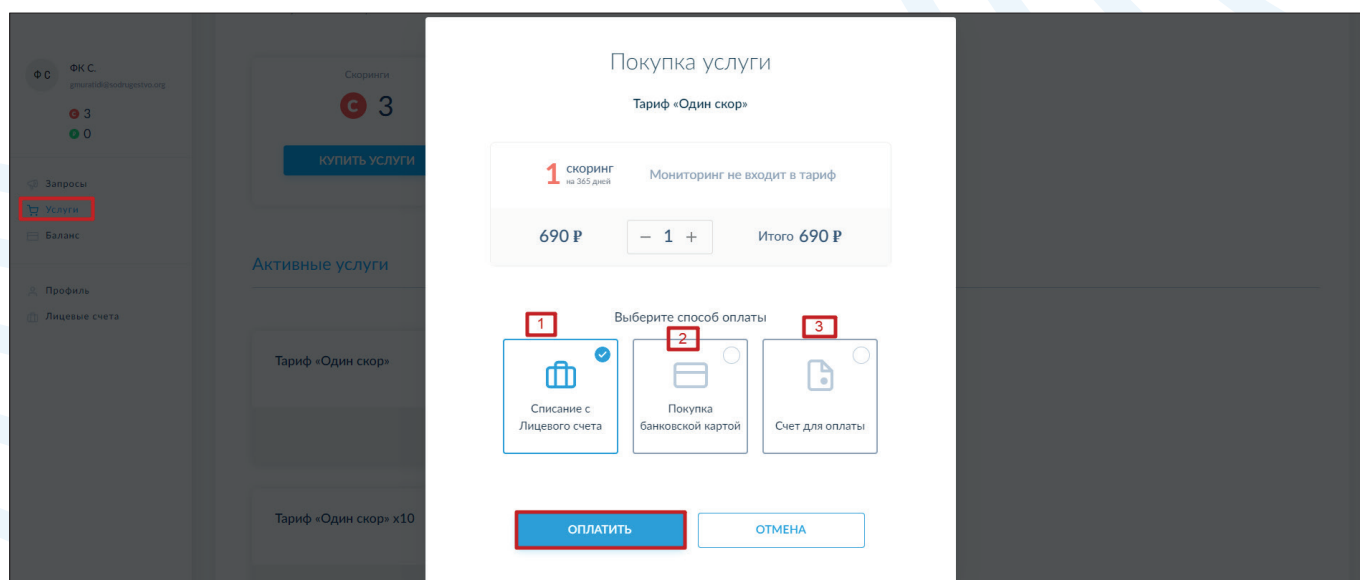 Ф С
ФК С.
3
0
Запросы
Услуги
Баланс
Профиль
Лицевые счета
Скоринги
С 3
КУПИТЬ УСЛУГИ
Активные услуги
Тариф «Один скор»
Тариф «Один скор» x10
Покупка услуги
Тариф «Один скор»
1 скоринг
на 365 дней
Мониторинг не входит в тариф
690 ₽
− 1 +
Итого 690 ₽
Выберите способ оплаты
1
2
3
Списание с
Лицевого счета
Покупка
банковской картой
Счет для оплаты
ОПЛАТИТЬ
ОТМЕНА